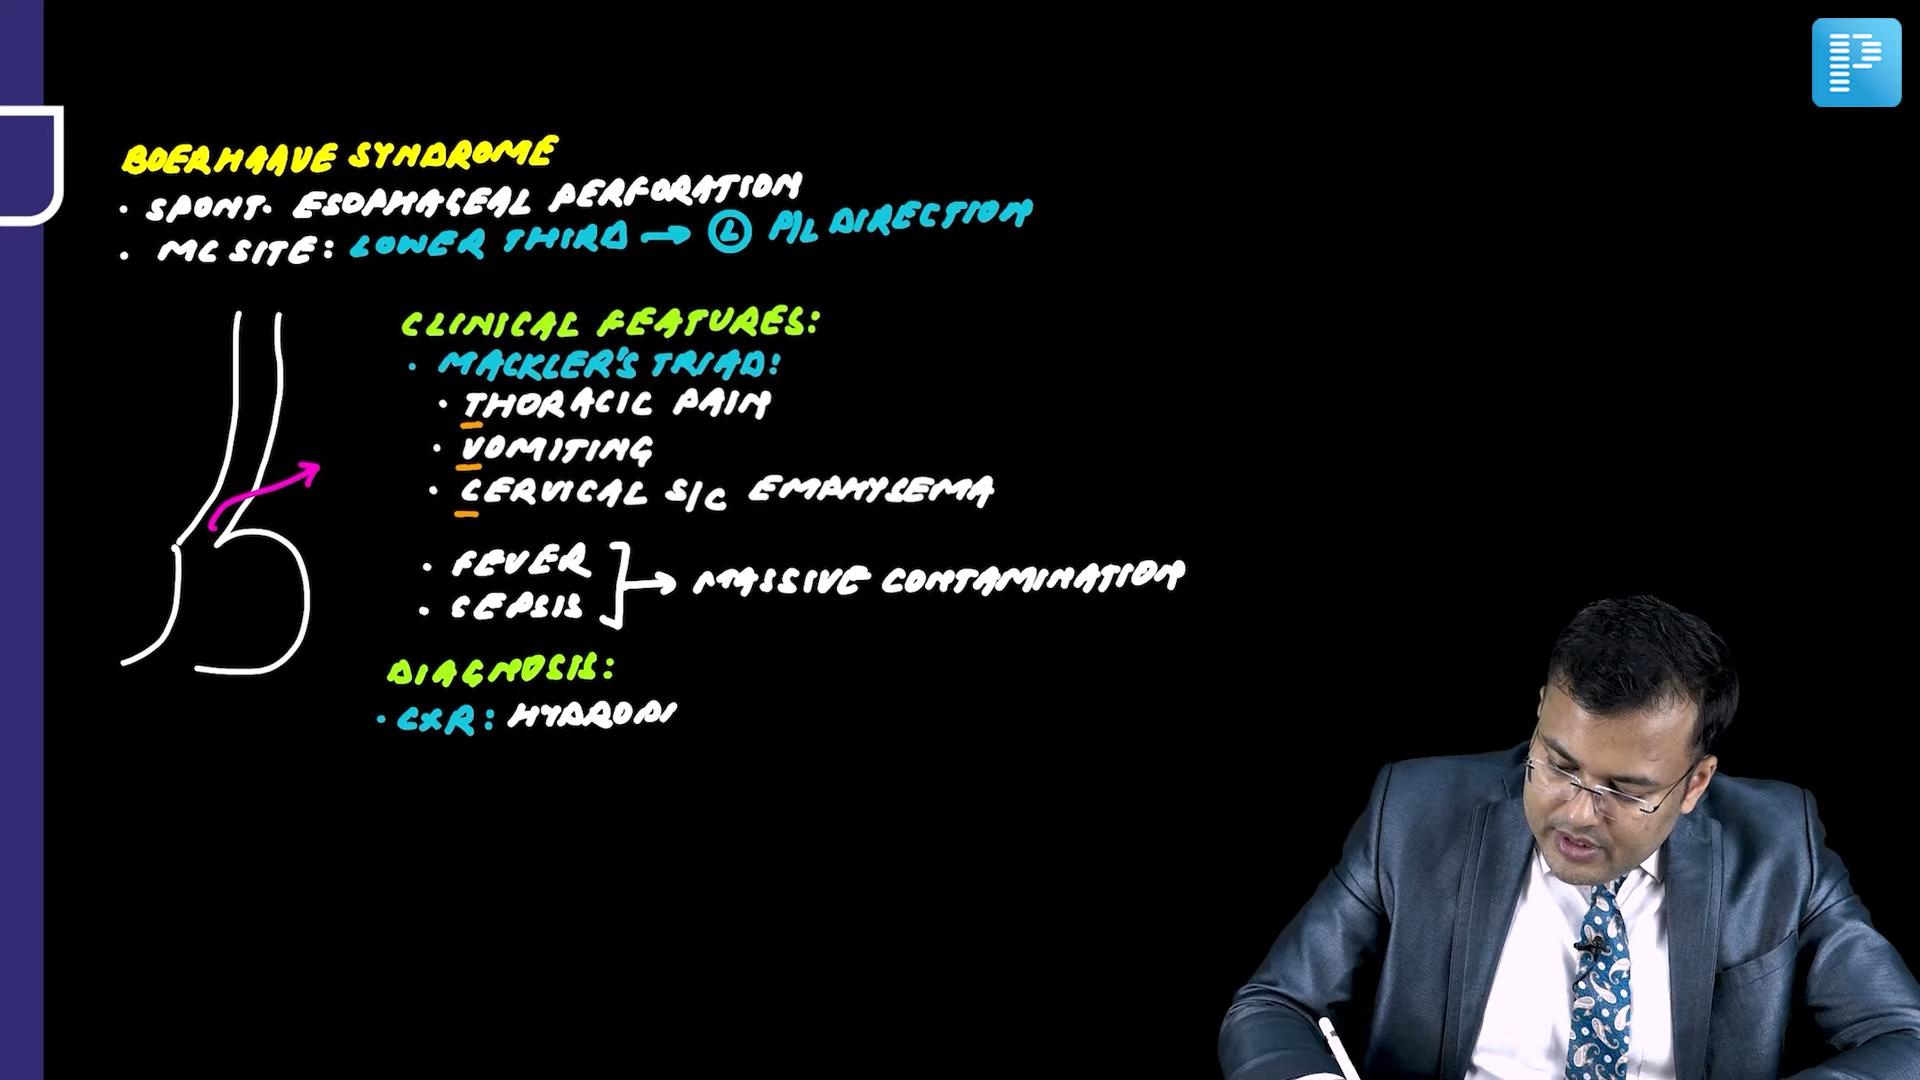 BOERHAAVE SYNDROME
• SPONT. ESOPHAGEAL PERFORATION
• MC SITE: LOWER THIRD → Ⓛ P/L DIRECTION
CLINICAL FEATURES:
• MACKLER'S TRIAD:
• THORACIC PAIN
• VOMITING
• CERVICAL S/C EMPHYSEMA
• FEVER
• SEPSIS
→ MASSIVE CONTAMINATION
DIAGNOSIS:
• CXR: HYDROP